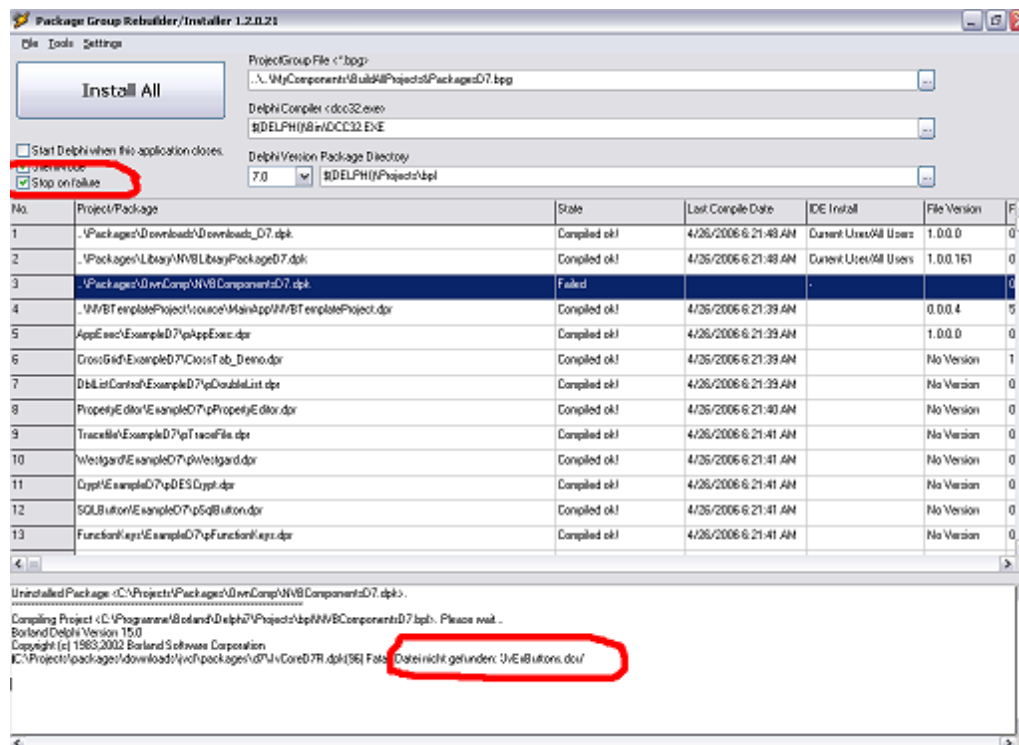 Package Group Rebuilder/Installer 1.2.0.21
File Tools Settings
ProjectGroup File <*.bpg>
Install All
..\..\MyComponents\BuildAllProjects\PackagesD7.bpg
...
Delphi Compiler <dcc32.exe>
$(DELPHI)\Bin\DCC32.EXE
...
Start Delphi when this application closes.
Delphi Version Package Directory
Stop on failure
7.0
$(DELPHI)\Projects\bpl
...
No. Project/Package State Last Compile Date IDE Install File Version F
1 ..\Packages\Downloads\Downloads_D7.dpk Compiled ok! 4/26/2006 6:21:48 AM Current User/All Users 1.0.0.0 0
2 ..\Packages\Library\NVBLibraryPackageD7.dpk Compiled ok! 4/26/2006 6:21:48 AM Current User/All Users 1.0.0.161 0
3 ..\Packages\OwnComp\NVBComponentsD7.dpk Failed - 0
4 ..\NVBTemplateProject\source\MainApp\NVBTemplateProject.dpr Compiled ok! 4/26/2006 6:21:39 AM 0.0.0.4 5
5 AppExec\ExampleD7\pAppExec.dpr Compiled ok! 4/26/2006 6:21:39 AM 1.0.0.0 0
6 CrossGrid\ExampleD7\CrossTab_Demo.dpr Compiled ok! 4/26/2006 6:21:39 AM No Version 1
7 DblListControl\ExampleD7\pDoubleList.dpr Compiled ok! 4/26/2006 6:21:39 AM No Version 0
8 PropertyEditor\ExampleD7\pPropertyEditor.dpr Compiled ok! 4/26/2006 6:21:40 AM No Version 0
9 Tracefile\ExampleD7\pTraceFile.dpr Compiled ok! 4/26/2006 6:21:41 AM No Version 0
10 Westgard\ExampleD7\pWestgard.dpr Compiled ok! 4/26/2006 6:21:41 AM No Version 0
11 Crypt\ExampleD7\pDESCrypt.dpr Compiled ok! 4/26/2006 6:21:41 AM No Version 0
12 SQLButton\ExampleD7\pSqlButton.dpr Compiled ok! 4/26/2006 6:21:41 AM No Version 0
13 FunctionKeys\ExampleD7\pFunctionKeys.dpr Compiled ok! 4/26/2006 6:21:41 AM No Version 0
Uninstalled Package <C:\Projects\Packages\OwnComp\NVBComponentsD7.dpk>.
Compiling Project <C:\Programme\Borland\Delphi7\Projects\bpl\NVBComponentsD7.bpl>. Please wait...
Borland Delphi Version 15.0
Copyright (c) 1983,2002 Borland Software Corporation
C:\Projects\packages\downloads\jvcl\packages\d7\JvCoreD7R.dpk(96) Fatal: Datei nicht gefunden: 'JvExButtons.dcu'